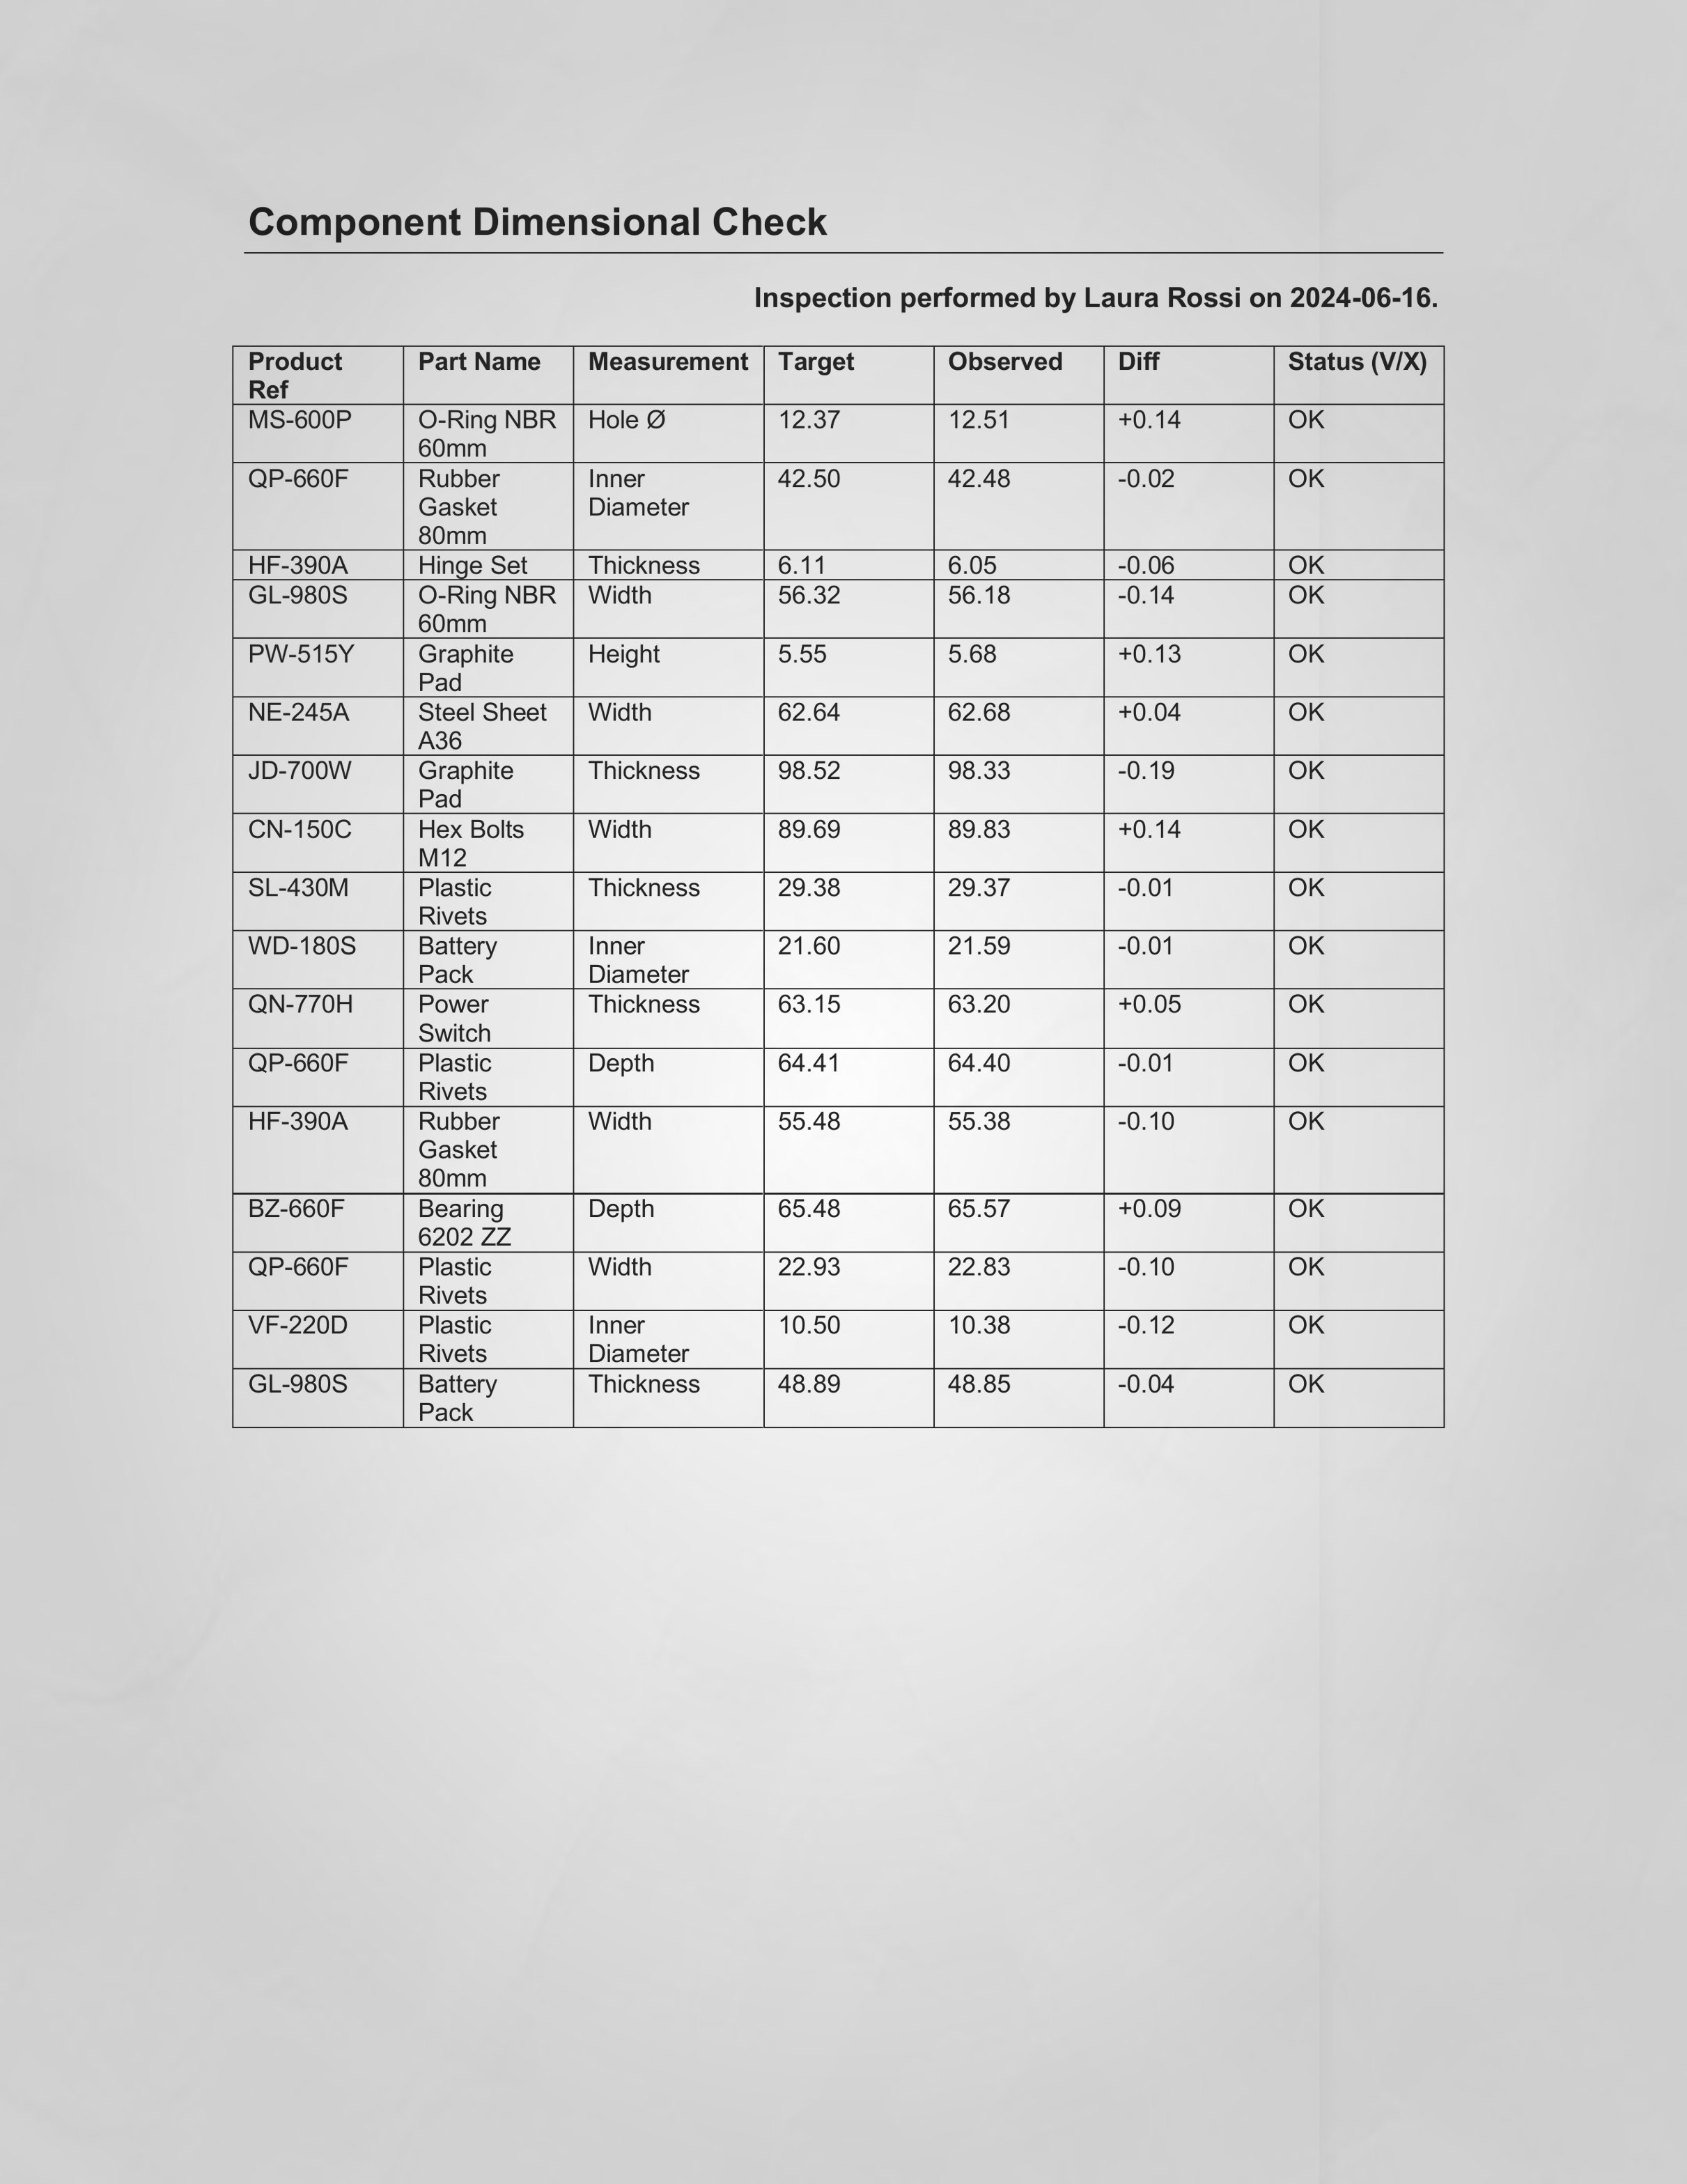 Component Dimensional Check
Inspection performed by Laura Rossi on 2024-06-16.
Product Ref Part Name Measurement Target Observed Diff Status (V/X)
MS-600P O-Ring NBR 60mm Hole Ø 12.37 12.51 +0.14 OK
QP-660F Rubber Gasket 80mm Inner Diameter 42.50 42.48 -0.02 OK
HF-390A Hinge Set Thickness 6.11 6.05 -0.06 OK
GL-980S O-Ring NBR 60mm Width 56.32 56.18 -0.14 OK
PW-515Y Graphite Pad Height 5.55 5.68 +0.13 OK
NE-245A Steel Sheet A36 Width 62.64 62.68 +0.04 OK
JD-700W Graphite Pad Thickness 98.52 98.33 -0.19 OK
CN-150C Hex Bolts M12 Width 89.69 89.83 +0.14 OK
SL-430M Plastic Rivets Thickness 29.38 29.37 -0.01 OK
WD-180S Battery Pack Inner Diameter 21.60 21.59 -0.01 OK
QN-770H Power Switch Thickness 63.15 63.20 +0.05 OK
QP-660F Plastic Rivets Depth 64.41 64.40 -0.01 OK
HF-390A Rubber Gasket 80mm Width 55.48 55.38 -0.10 OK
BZ-660F Bearing 6202 ZZ Depth 65.48 65.57 +0.09 OK
QP-660F Plastic Rivets Width 22.93 22.83 -0.10 OK
VF-220D Plastic Rivets Inner Diameter 10.50 10.38 -0.12 OK
GL-980S Battery Pack Thickness 48.89 48.85 -0.04 OK